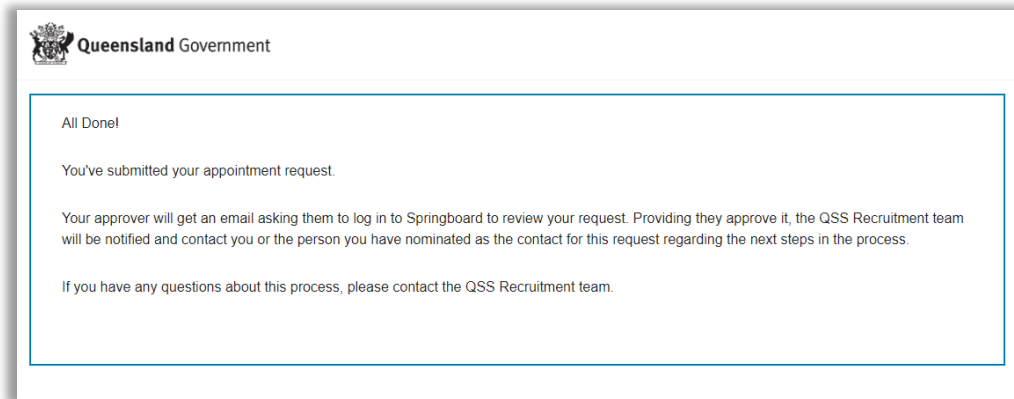 Queensland Government
All Done!
You've submitted your appointment request.
Your approver will get an email asking them to log in to Springboard to review your request. Providing they approve it, the QSS Recruitment team
will be notified and contact you or the person you have nominated as the contact for this request regarding the next steps in the process.
If you have any questions about this process, please contact the QSS Recruitment team.